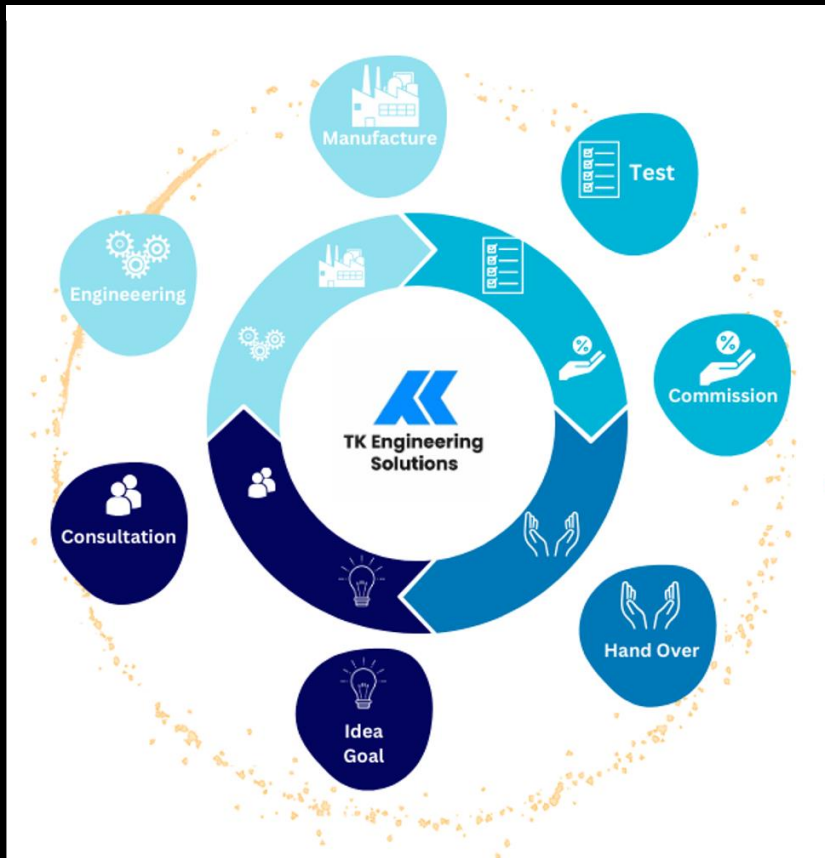 Manufacture
Test
Engineeering
Commission
TK Engineering
Solutions
Consultation
Hand Over
Idea
Goal